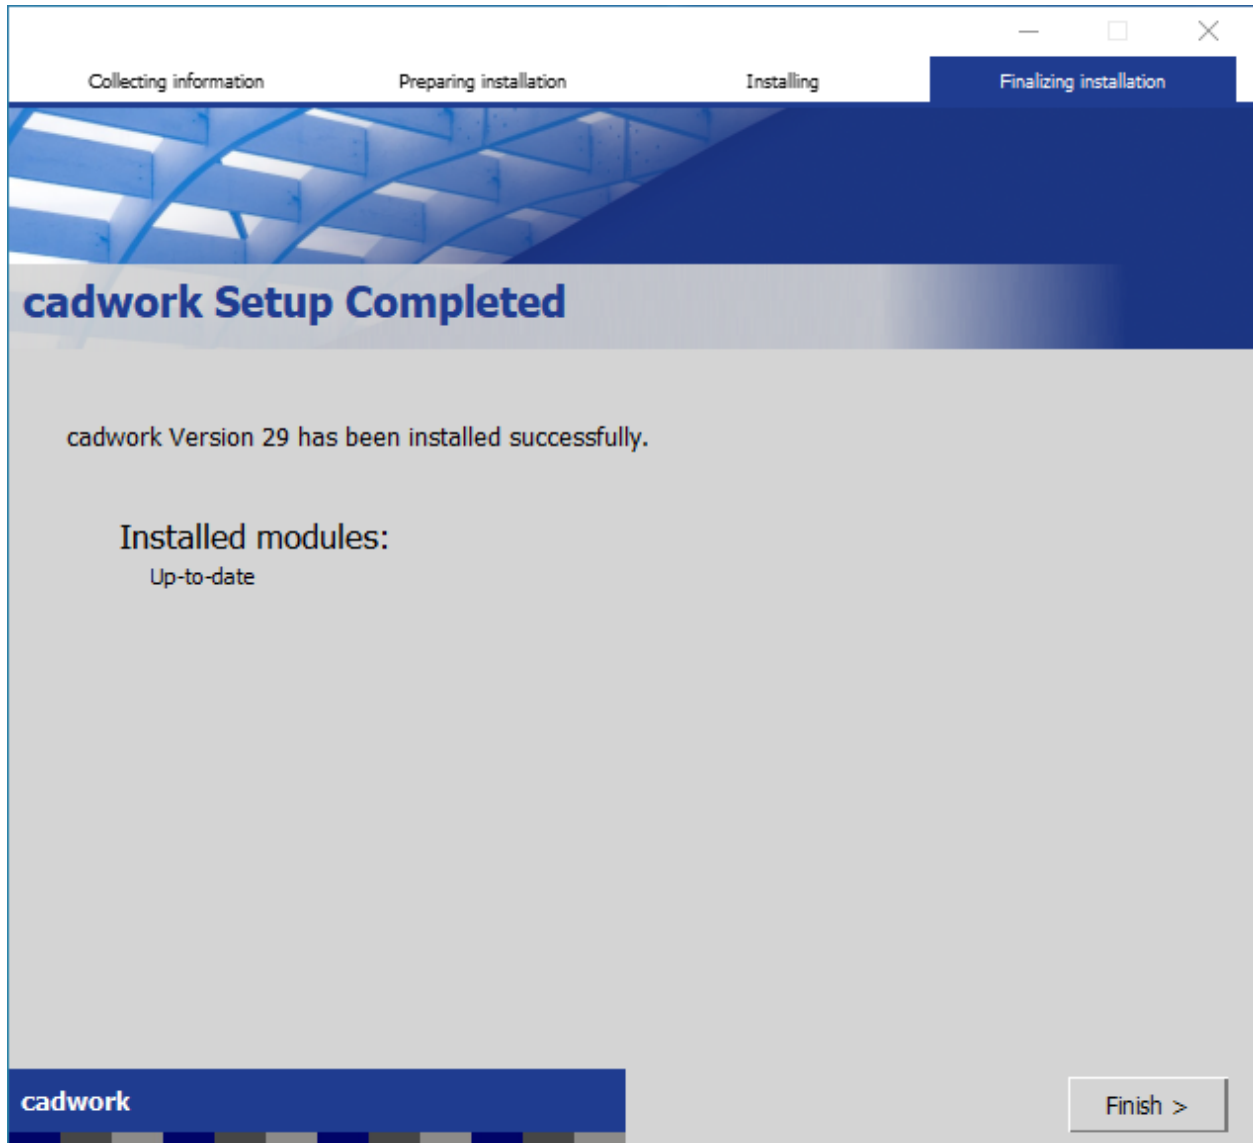 Collecting information Preparing installation Installing Finalizing installation
cadwork Setup Completed
cadwork Version 29 has been installed successfully.
Installed modules:
Up-to-date
cadwork
Finish >